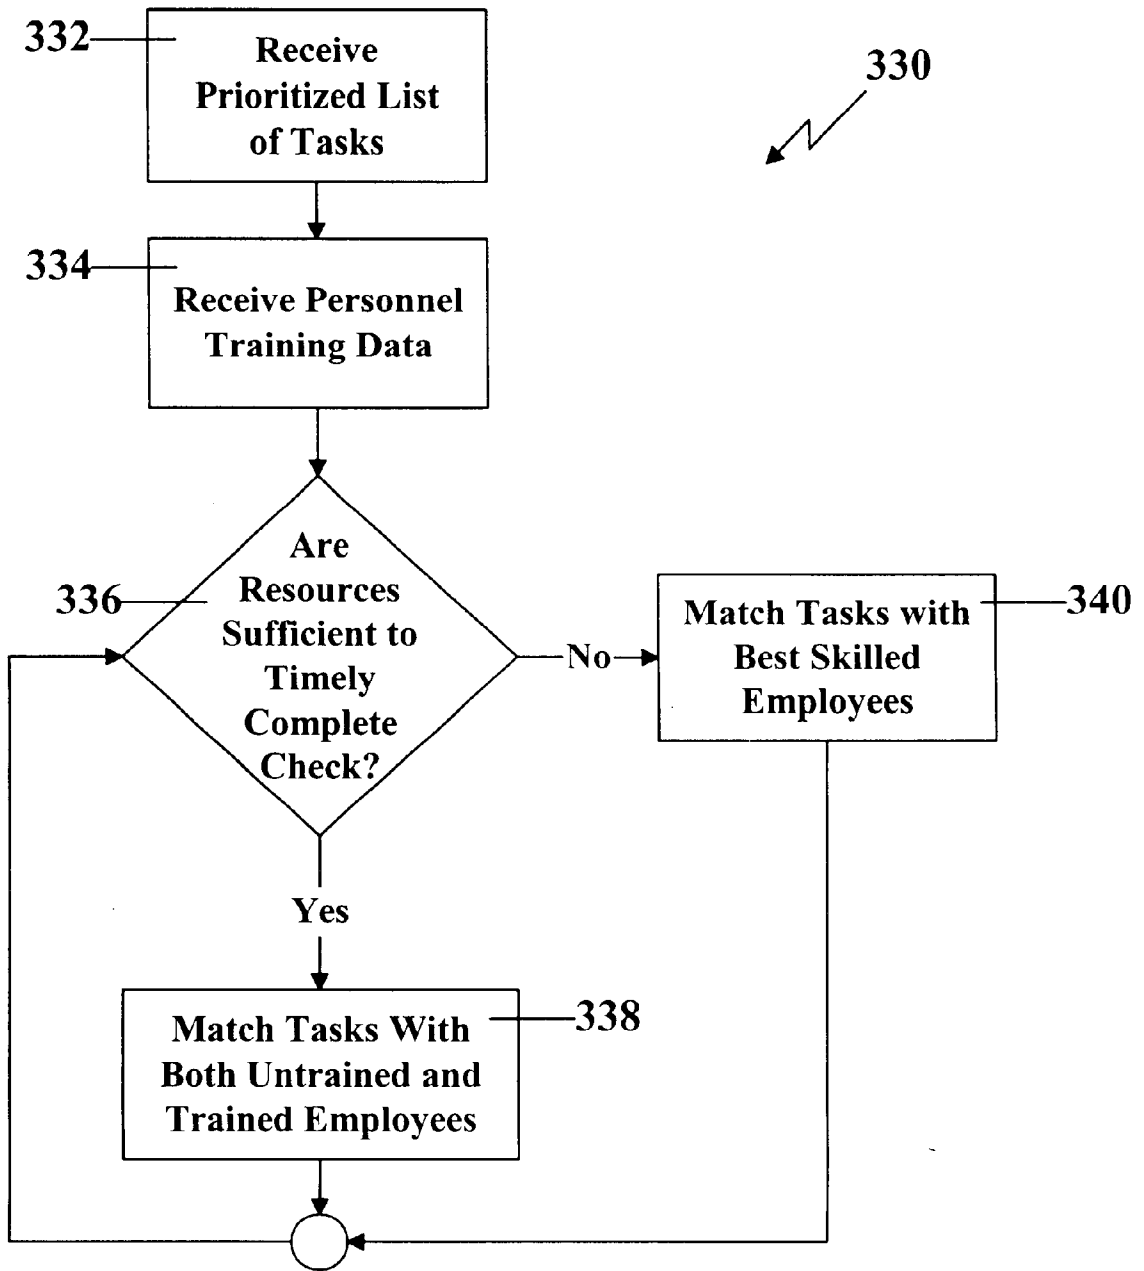 332
Receive
Prioritized List
of Tasks
330
334
Receive Personnel
Training Data
336
Are
Resources
Sufficient to
Timely
Complete
Check?
No
340
Match Tasks with
Best Skilled
Employees
Yes
338
Match Tasks With
Both Untrained and
Trained Employees